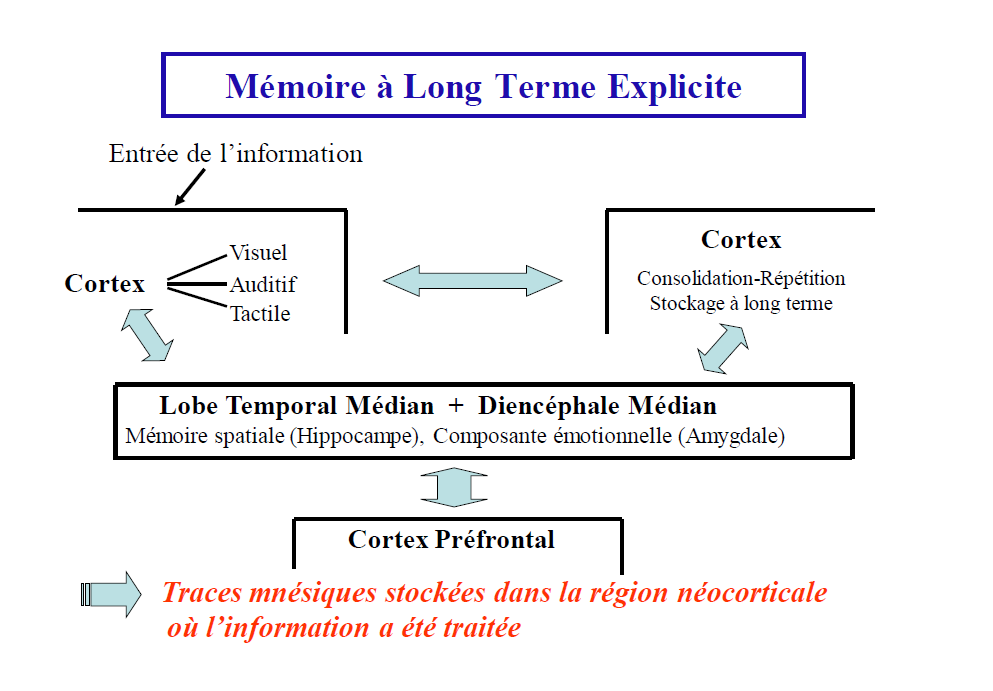 Mémoire à Long Terme Explicite
Entrée de l’information
Cortex
Visuel
Auditif
Tactile
Cortex
Consolidation-Répétition
Stockage à long terme
Lobe Temporal Médian + Diencéphale Médian
Mémoire spatiale (Hippocampe), Composante émotionnelle (Amygdale)
Cortex Préfrontal
Traces mnésiques stockées dans la région néocorticale
où l’information a été traitée